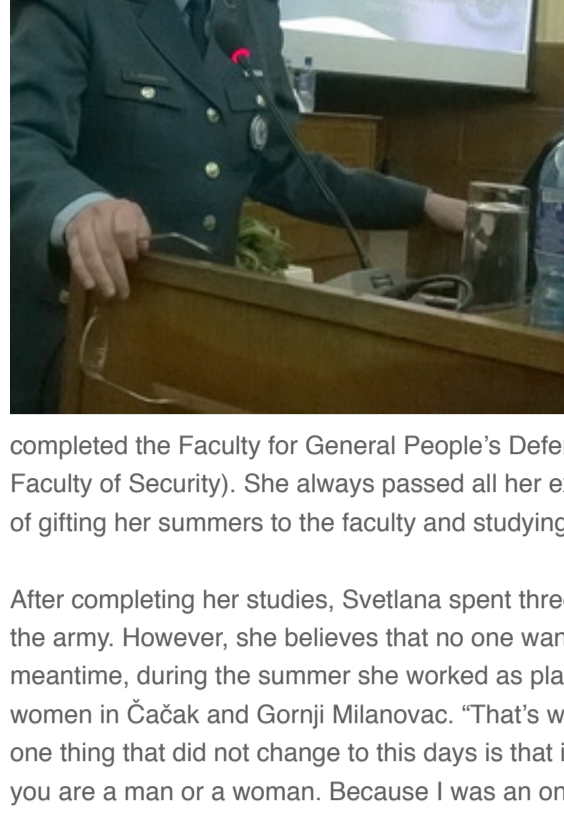 completed the Faculty for General People’s
Faculty of Security). She always passed all her
of gifting her summers to the faculty and studying
After completing her studies, Svetlana spent
the army. However, she believes that no one
meantime, during the summer she worked as
women in Čačak and Gornji Milanovac. “That’s
one thing that did not change to this days is that
you are a man or a woman. Because I was an